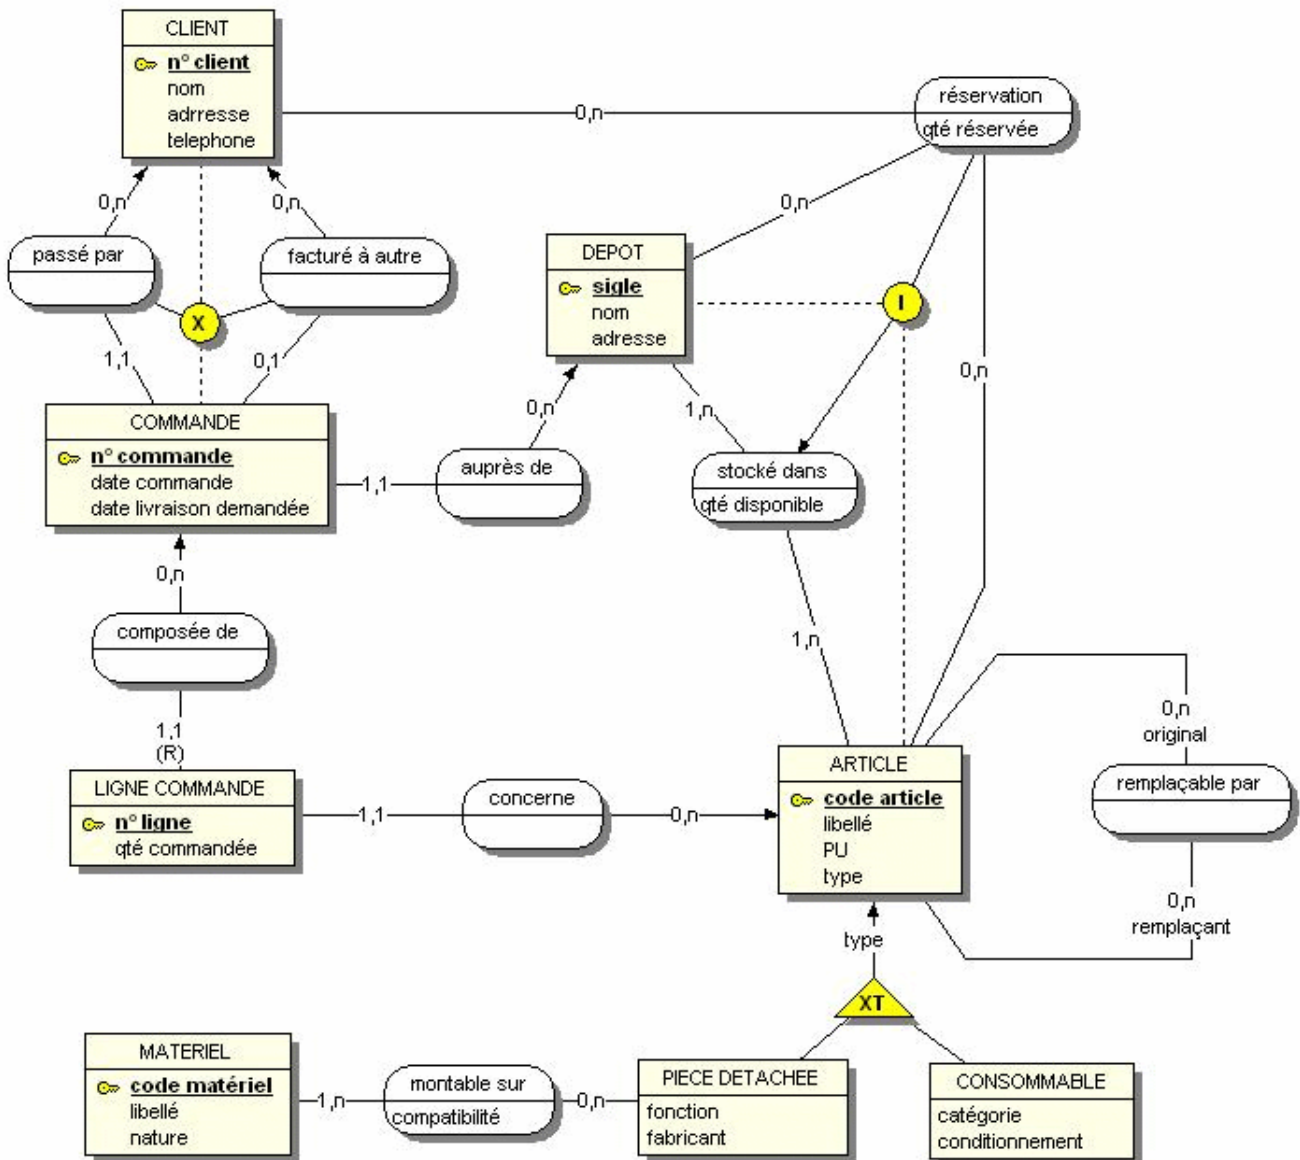 CLIENT
n° client
nom
adrresse
telephone
0,n
réservation
qté réservée
0,n
0,n
0,n
passé par
facturé à autre
X
1,1
0,1
DEPOT
sigle
nom
adresse
I
0,n
COMMANDE
n° commande
date commande
date livraison demandée
1,1
auprès de
0,n
1,n
stocké dans
qté disponible
1,n
0,n
composée de
1,1
(R)
LIGNE COMMANDE
n° ligne
qté commandée
1,1
concerne
0,n
ARTICLE
code article
libellé
PU
type
0,n
original
remplaçable par
0,n
remplaçant
type
XT
MATERIEL
code matériel
libellé
nature
1,n
montable sur
compatibilité
0,n
PIECE DETACHEE
fonction
fabricant
CONSOMMABLE
catégorie
conditionnement